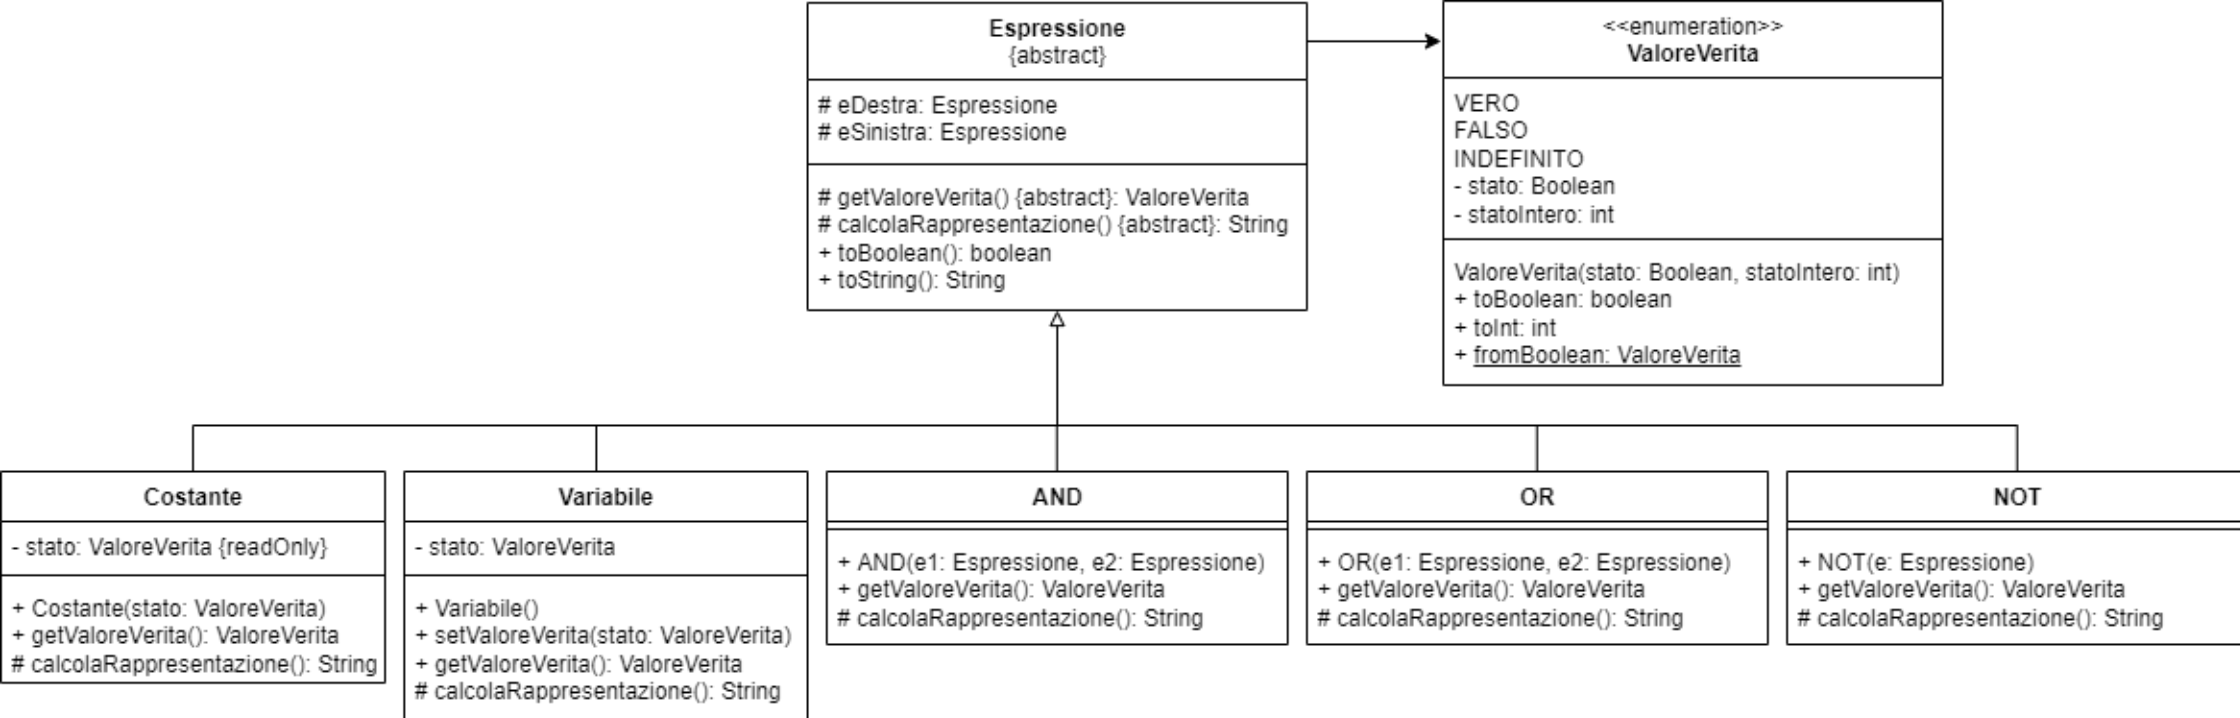 Espressione
{abstract}
# eDestra: Espressione
# eSinistra: Espressione
# getValoreVerita() {abstract}: ValoreVerita
# calcolaRappresentazione() {abstract}: String
+ toBoolean(): boolean
+ toString(): String
<<enumeration>>
ValoreVerita
VERO
FALSO
INDEFINITO
- stato: Boolean
- statoIntero: int
ValoreVerita(stato: Boolean, statoIntero: int)
+ toBoolean: boolean
+ toInt: int
+ fromBoolean: ValoreVerita
Costante
- stato: ValoreVerita {readOnly}
+ Costante(stato: ValoreVerita)
+ getValoreVerita(): ValoreVerita
# calcolaRappresentazione(): String
Variabile
- stato: ValoreVerita
+ Variabile()
+ setValoreVerita(stato: ValoreVerita)
+ getValoreVerita(): ValoreVerita
# calcolaRappresentazione(): String
AND
+ AND(e1: Espressione, e2: Espressione)
+ getValoreVerita(): ValoreVerita
# calcolaRappresentazione(): String
OR
+ OR(e1: Espressione, e2: Espressione)
+ getValoreVerita(): ValoreVerita
# calcolaRappresentazione(): String
NOT
+ NOT(e: Espressione)
+ getValoreVerita(): ValoreVerita
# calcolaRappresentazione(): String